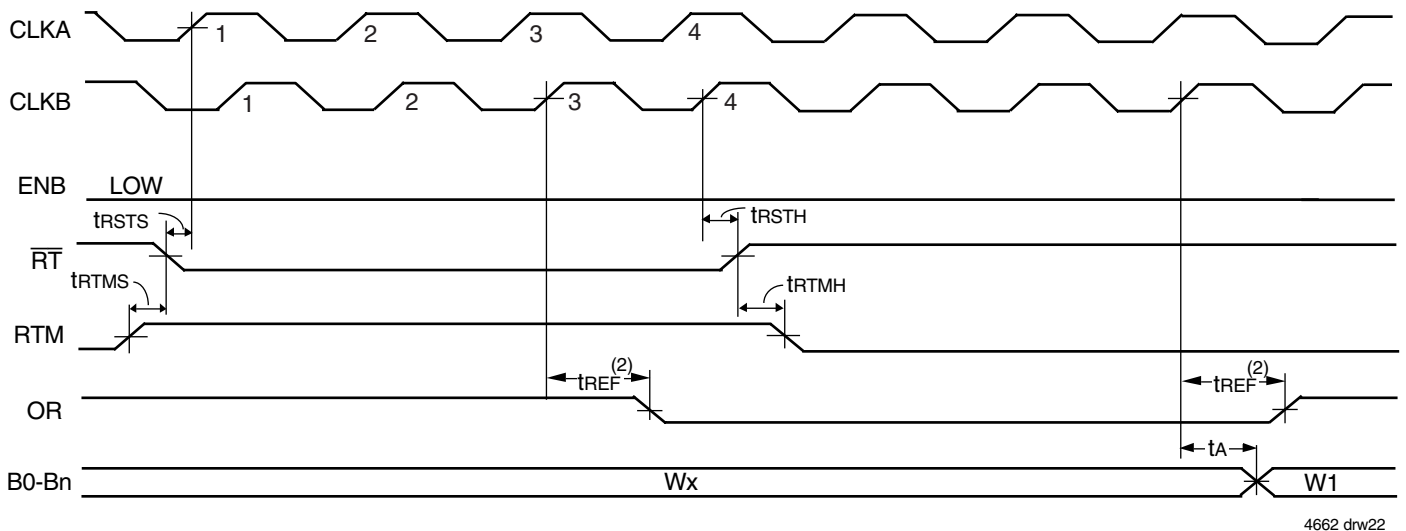 CLKA 1 2 3 4
CLKB 1 2 3 4
ENB LOW
tRSTS tRSTH
RT
tRTMS tRTMH
RTM
tREF(2) tREF(2)
OR
tA
B0-Bn Wx W1
4662 drw22